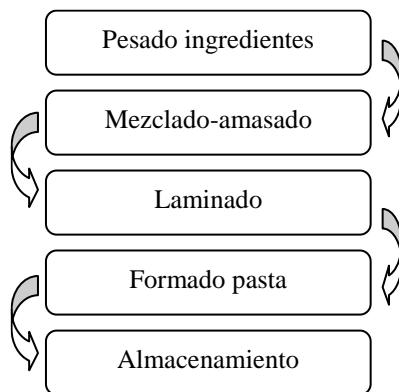 Pesado ingredientes
Mezclado-amasado
Laminado
Formado pasta
Almacenamiento